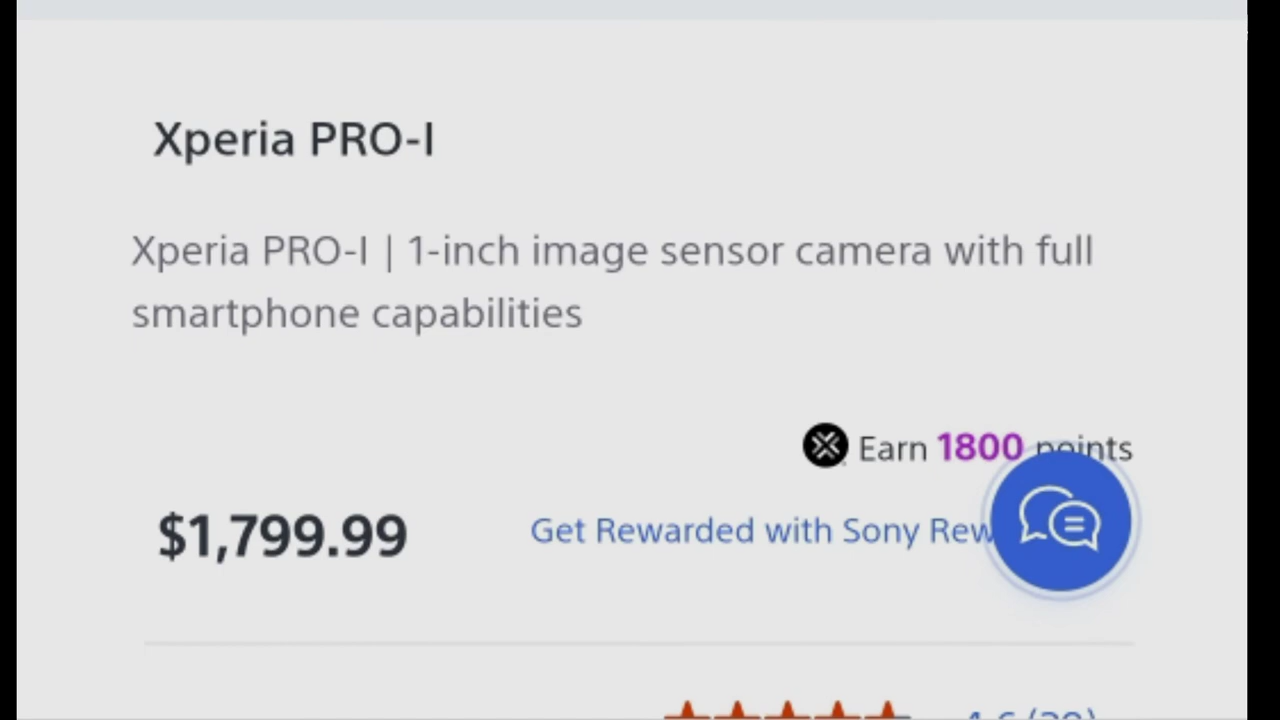 Xperia PRO-I
Xperia PRO-I | 1-inch image sensor camera with full
smartphone capabilities
Earn 1800 points
$1,799.99
Get Rewarded with Sony